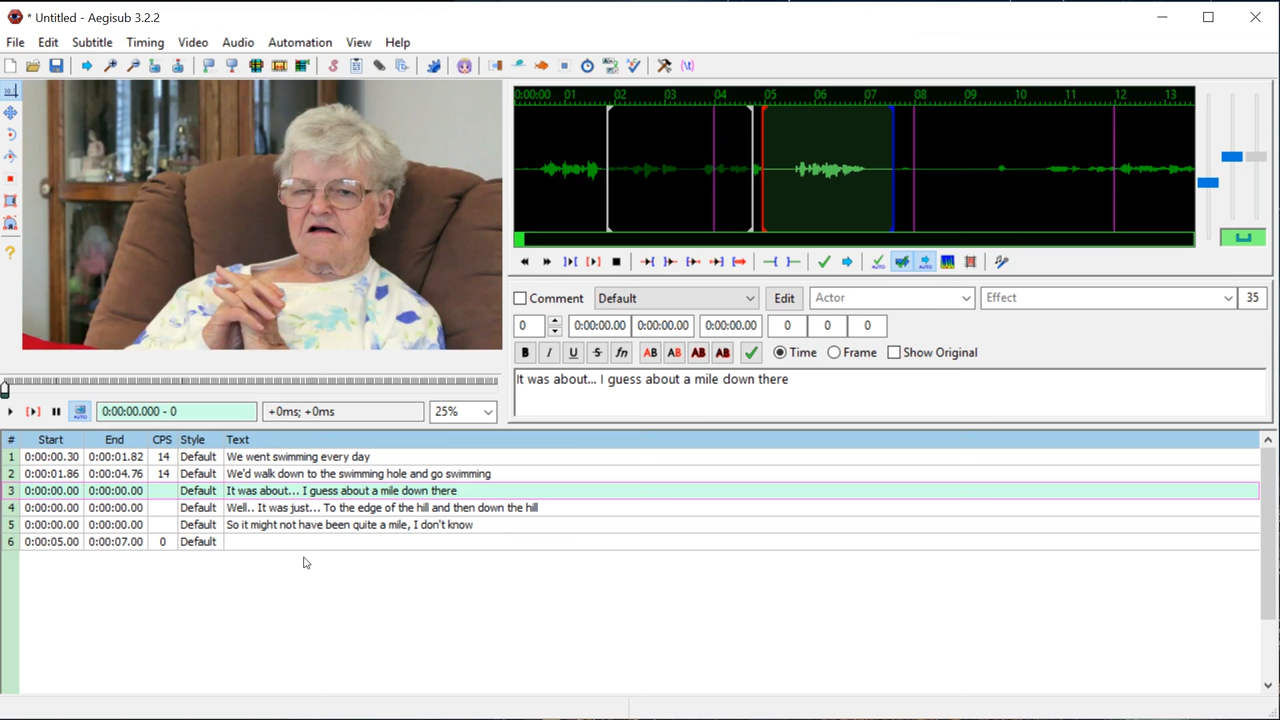 * Untitled - Aegisub 3.2.2
File Edit Subtitle Timing Video Audio Automation View Help
0:00:00 01 02 03 04 05 06 07 08 09 10 11 12 13
Comment Default Edit Actor Effect 35
0 0:00:00.00 0:00:00.00 0:00:00.00 0 0 0
B I U S fn AB AB AB AB Time Frame Show Original
It was about... I guess about a mile down there
0:00:00.000 - 0 +0ms; +0ms 25%
# Start End CPS Style Text
1 0:00:00.30 0:00:01.82 14 Default We went swimming every day
2 0:00:01.86 0:00:04.76 14 Default We'd walk down to the swimming hole and go swimming
3 0:00:00.00 0:00:00.00 Default It was about... I guess about a mile down there
4 0:00:00.00 0:00:00.00 Default Well.. It was just... To the edge of the hill and then down the hill
5 0:00:00.00 0:00:00.00 Default So it might not have been quite a mile, I don't know
6 0:00:05.00 0:00:07.00 0 Default